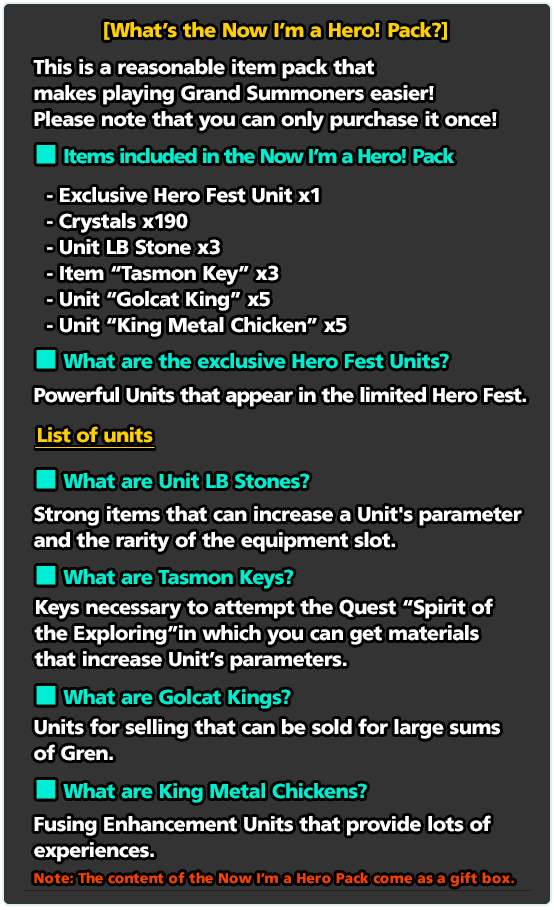 [What’s the Now I’m a Hero! Pack?]
This is a reasonable item pack that
makes playing Grand Summoners easier!
Please note that you can only purchase it once!
■ Items included in the Now I’m a Hero! Pack
- Exclusive Hero Fest Unit x1
- Crystals x190
- Unit LB Stone x3
- Item “Tasmon Key” x3
- Unit “Golcat King” x5
- Unit “King Metal Chicken” x5
■ What are the exclusive Hero Fest Units?
Powerful Units that appear in the limited Hero Fest.
List of units
■ What are Unit LB Stones?
Strong items that can increase a Unit's parameter
and the rarity of the equipment slot.
■ What are Tasmon Keys?
Keys necessary to attempt the Quest “Spirit of
the Exploring”in which you can get materials
that increase Unit’s parameters.
■ What are Golcat Kings?
Units for selling that can be sold for large sums
of Gren.
■ What are King Metal Chickens?
Fusing Enhancement Units that provide lots of
experiences.
Note: The content of the Now I’m a Hero Pack come as a gift box.